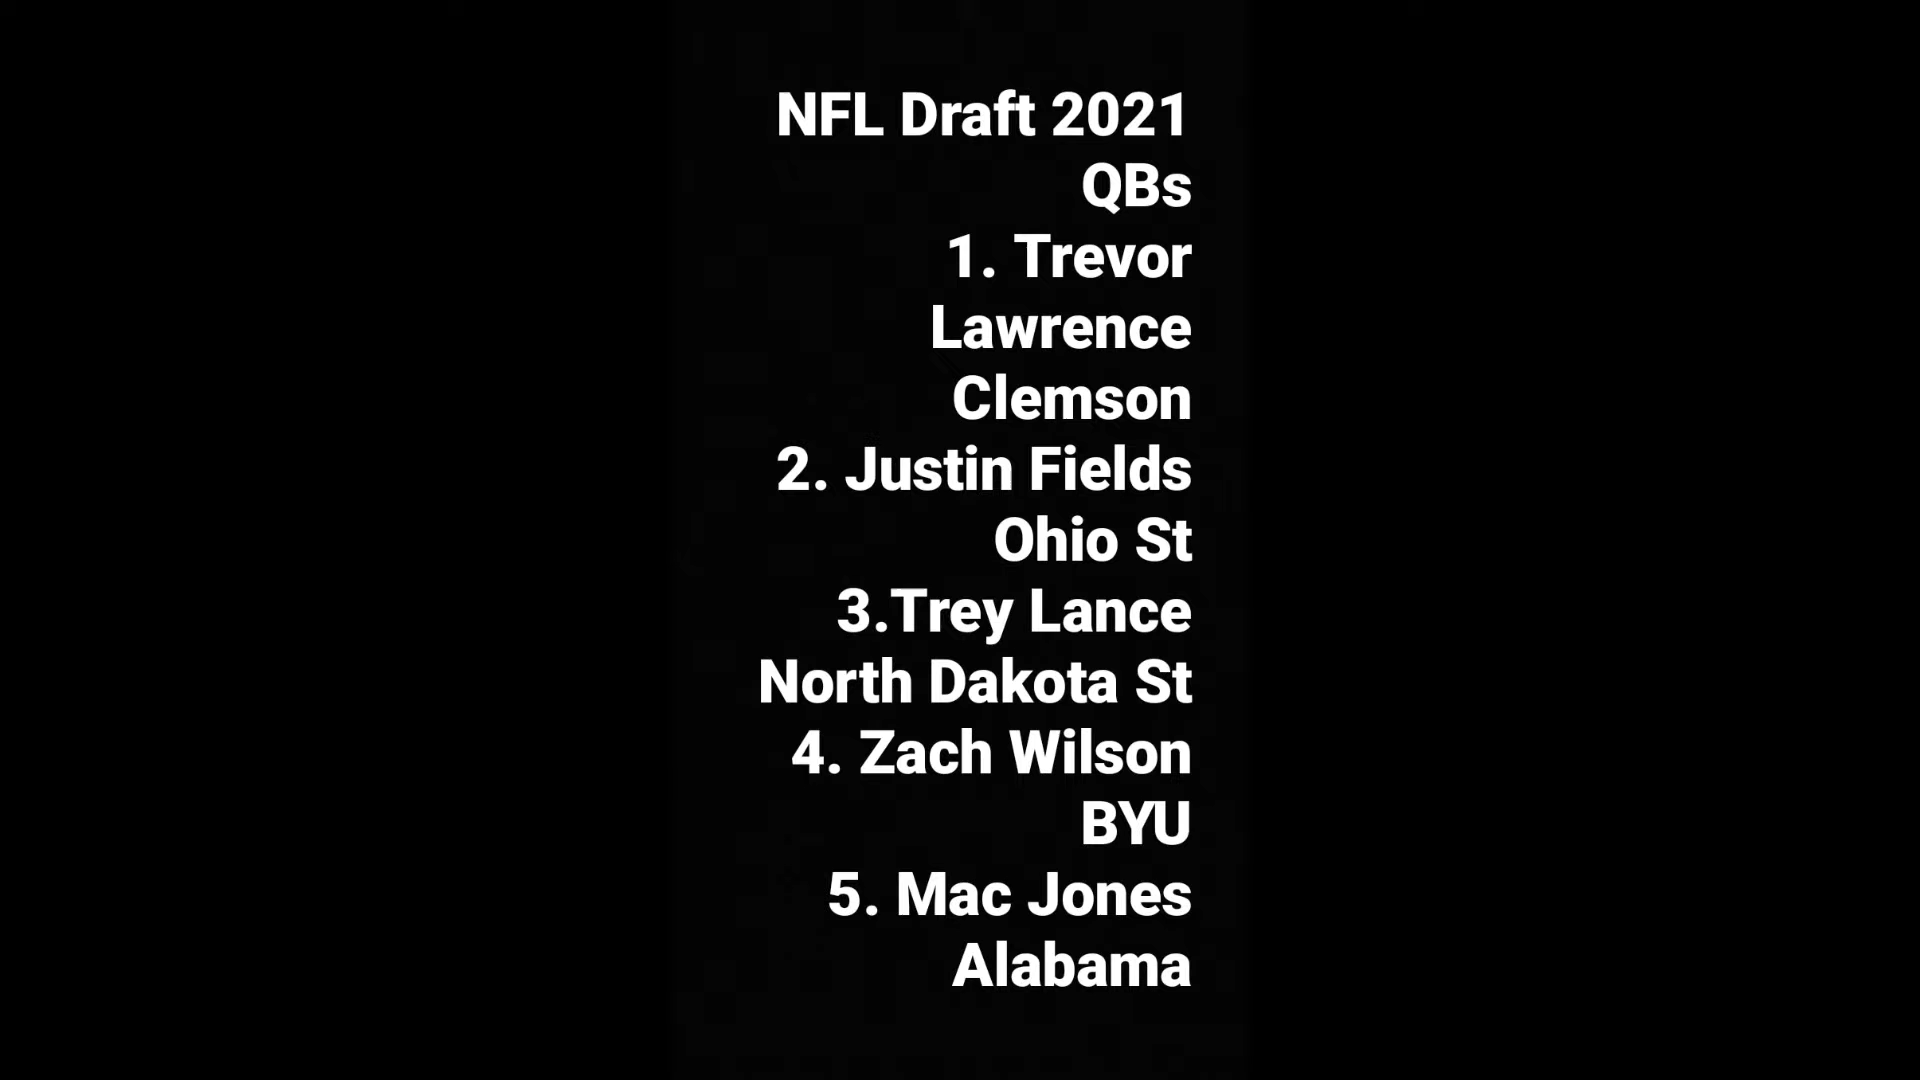 NFL Draft 2021
QBs
1. Trevor
Lawrence
Clemson
2. Justin Fields
Ohio St
3.Trey Lance
North Dakota St
4. Zach Wilson
BYU
5. Mac Jones
Alabama